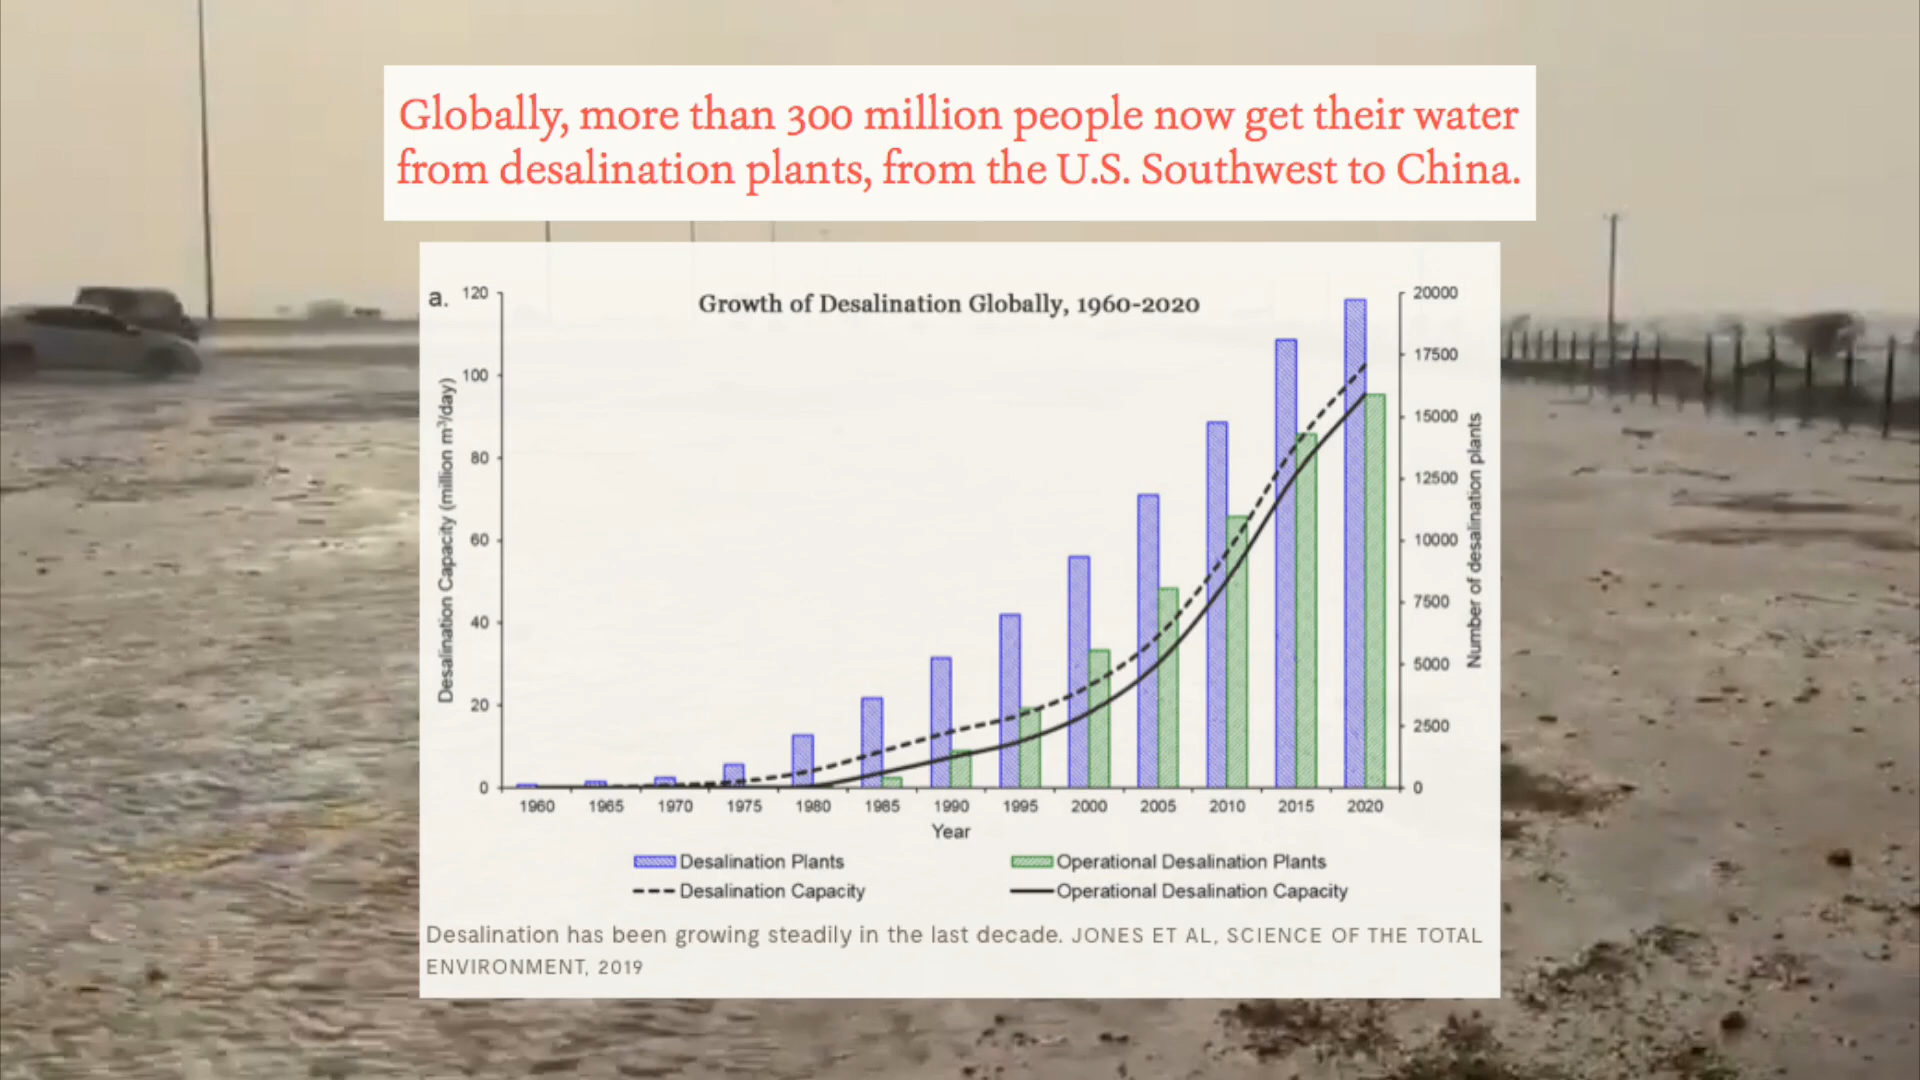 Globally, more than 300 million people now get their water
from desalination plants, from the U.S. Southwest to China.
a.
Growth of Desalination Globally, 1960-2020
Desalination Capacity (million m³/day)
120
100
80
60
40
20
0
20000
17500
15000
12500
10000
7500
5000
2500
0
Number of desalination plants
1960 1965 1970 1975 1980 1985 1990 1995 2000 2005 2010 2015 2020
Year
Desalination Plants
Operational Desalination Plants
Desalination Capacity
Operational Desalination Capacity
Desalination has been growing steadily in the last decade. JONES ET AL, SCIENCE OF THE TOTAL
ENVIRONMENT, 2019